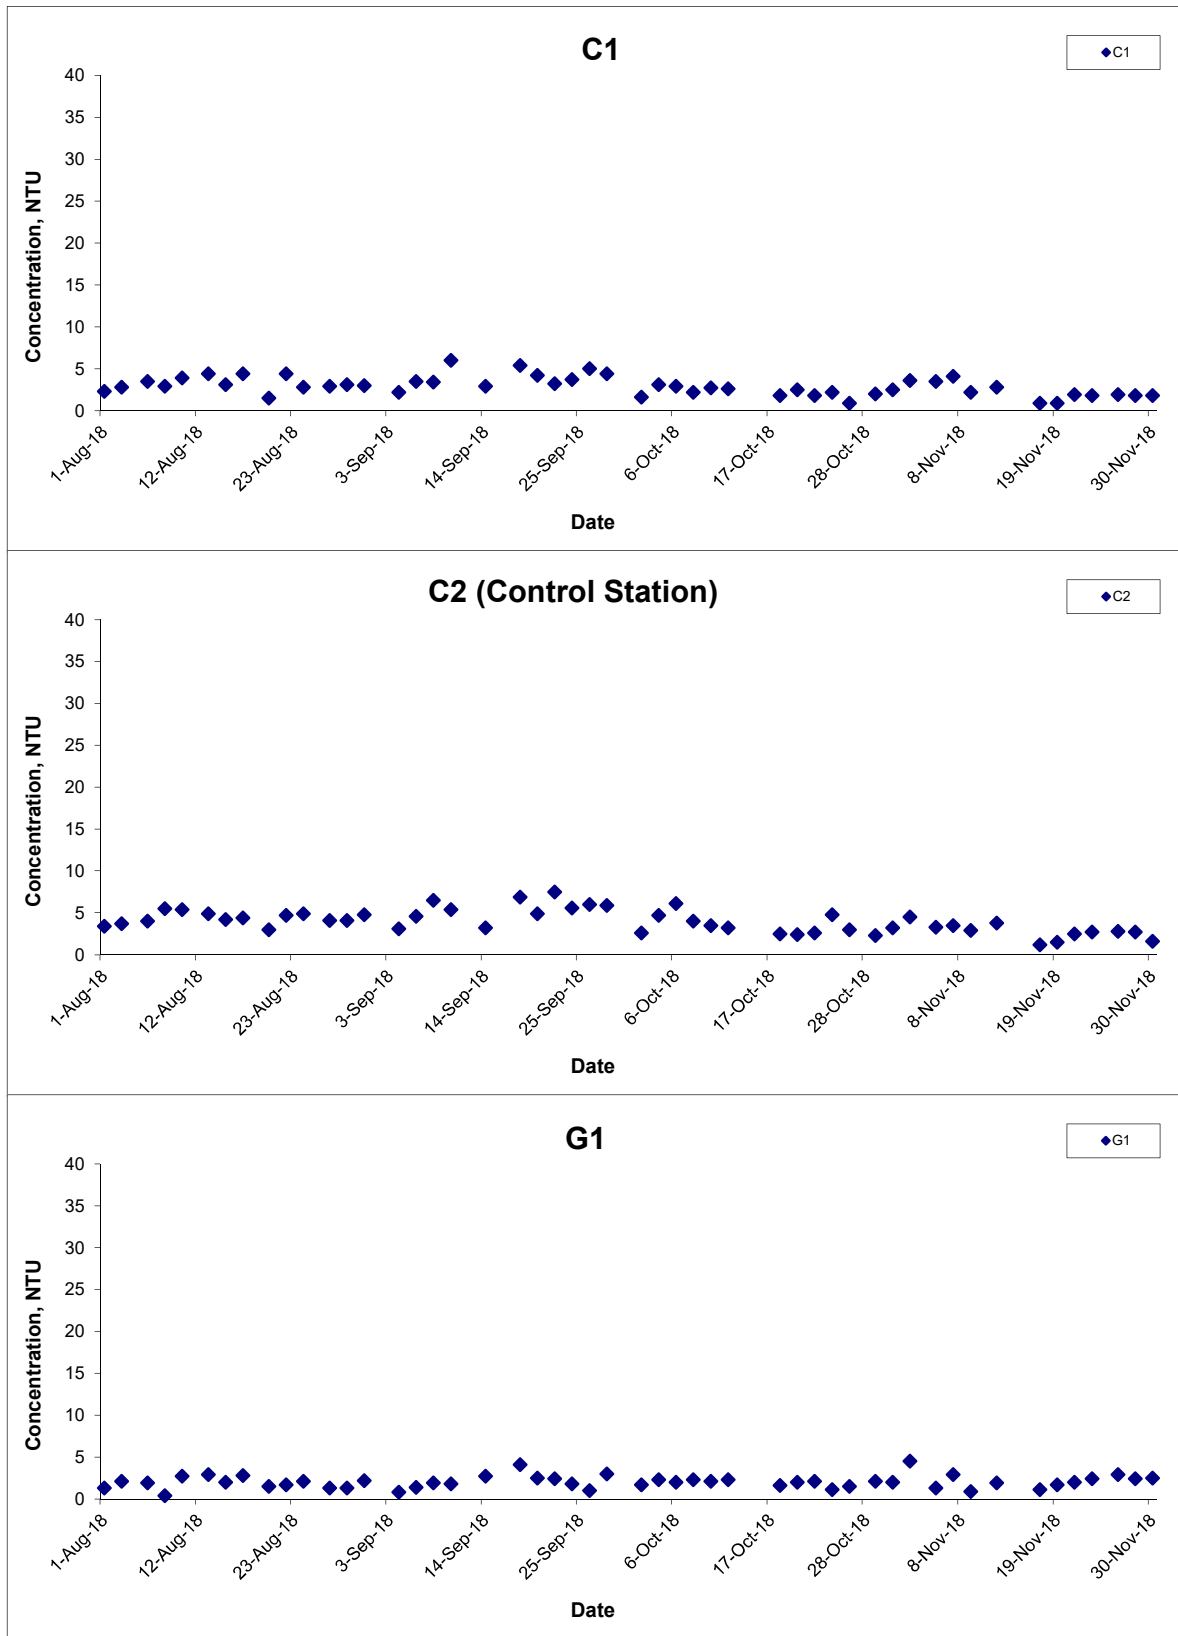 C1
C1
40
35
30
25
20
15
10
5
0
Concentration, NTU
1-Aug-18 12-Aug-18 23-Aug-18 3-Sep-18 14-Sep-18 25-Sep-18 6-Oct-18 17-Oct-18 28-Oct-18 8-Nov-18 19-Nov-18 30-Nov-18
Date
C2 (Control Station)
C2
40
35
30
25
20
15
10
5
0
Concentration, NTU
1-Aug-18 12-Aug-18 23-Aug-18 3-Sep-18 14-Sep-18 25-Sep-18 6-Oct-18 17-Oct-18 28-Oct-18 8-Nov-18 19-Nov-18 30-Nov-18
Date
G1
G1
40
35
30
25
20
15
10
5
0
Concentration, NTU
1-Aug-18 12-Aug-18 23-Aug-18 3-Sep-18 14-Sep-18 25-Sep-18 6-Oct-18 17-Oct-18 28-Oct-18 8-Nov-18 19-Nov-18 30-Nov-18
Date